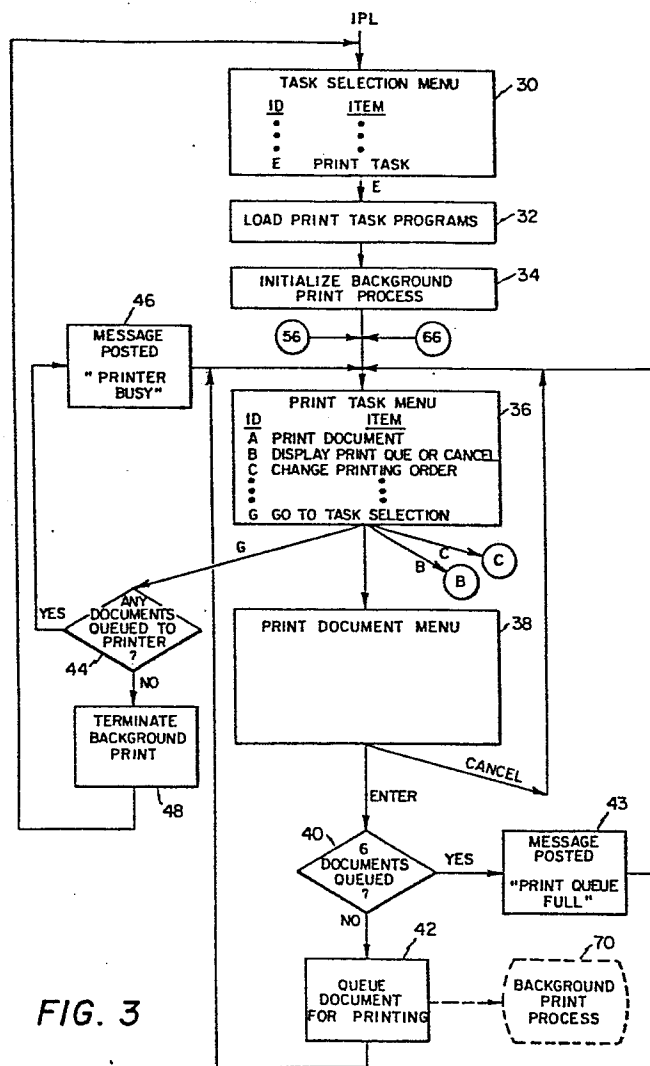 IPL
TASK SELECTION MENU
30
ID ITEM
E PRINT TASK
E
LOAD PRINT TASK PROGRAMS
32
INITIALIZE BACKGROUND
PRINT PROCESS
34
46
MESSAGE
POSTED
" PRINTER
BUSY"
56
66
PRINT TASK MENU
36
ID ITEM
A PRINT DOCUMENT
B DISPLAY PRINT QUE OR CANCEL
C CHANGE PRINTING ORDER
G GO TO TASK SELECTION
G
B
B
C
C
YES
ANY
DOCUMENTS
QUEUED TO
PRINTER
?
44
NO
PRINT DOCUMENT MENU
38
TERMINATE
BACKGROUND
PRINT
48
CANCEL
ENTER
40
6
DOCUMENTS
QUEUED
?
YES
43
MESSAGE
POSTED
"PRINT QUEUE
FULL"
NO
42
QUEUE
DOCUMENT
FOR PRINTING
70
BACKGROUND
PRINT
PROCESS
FIG. 3